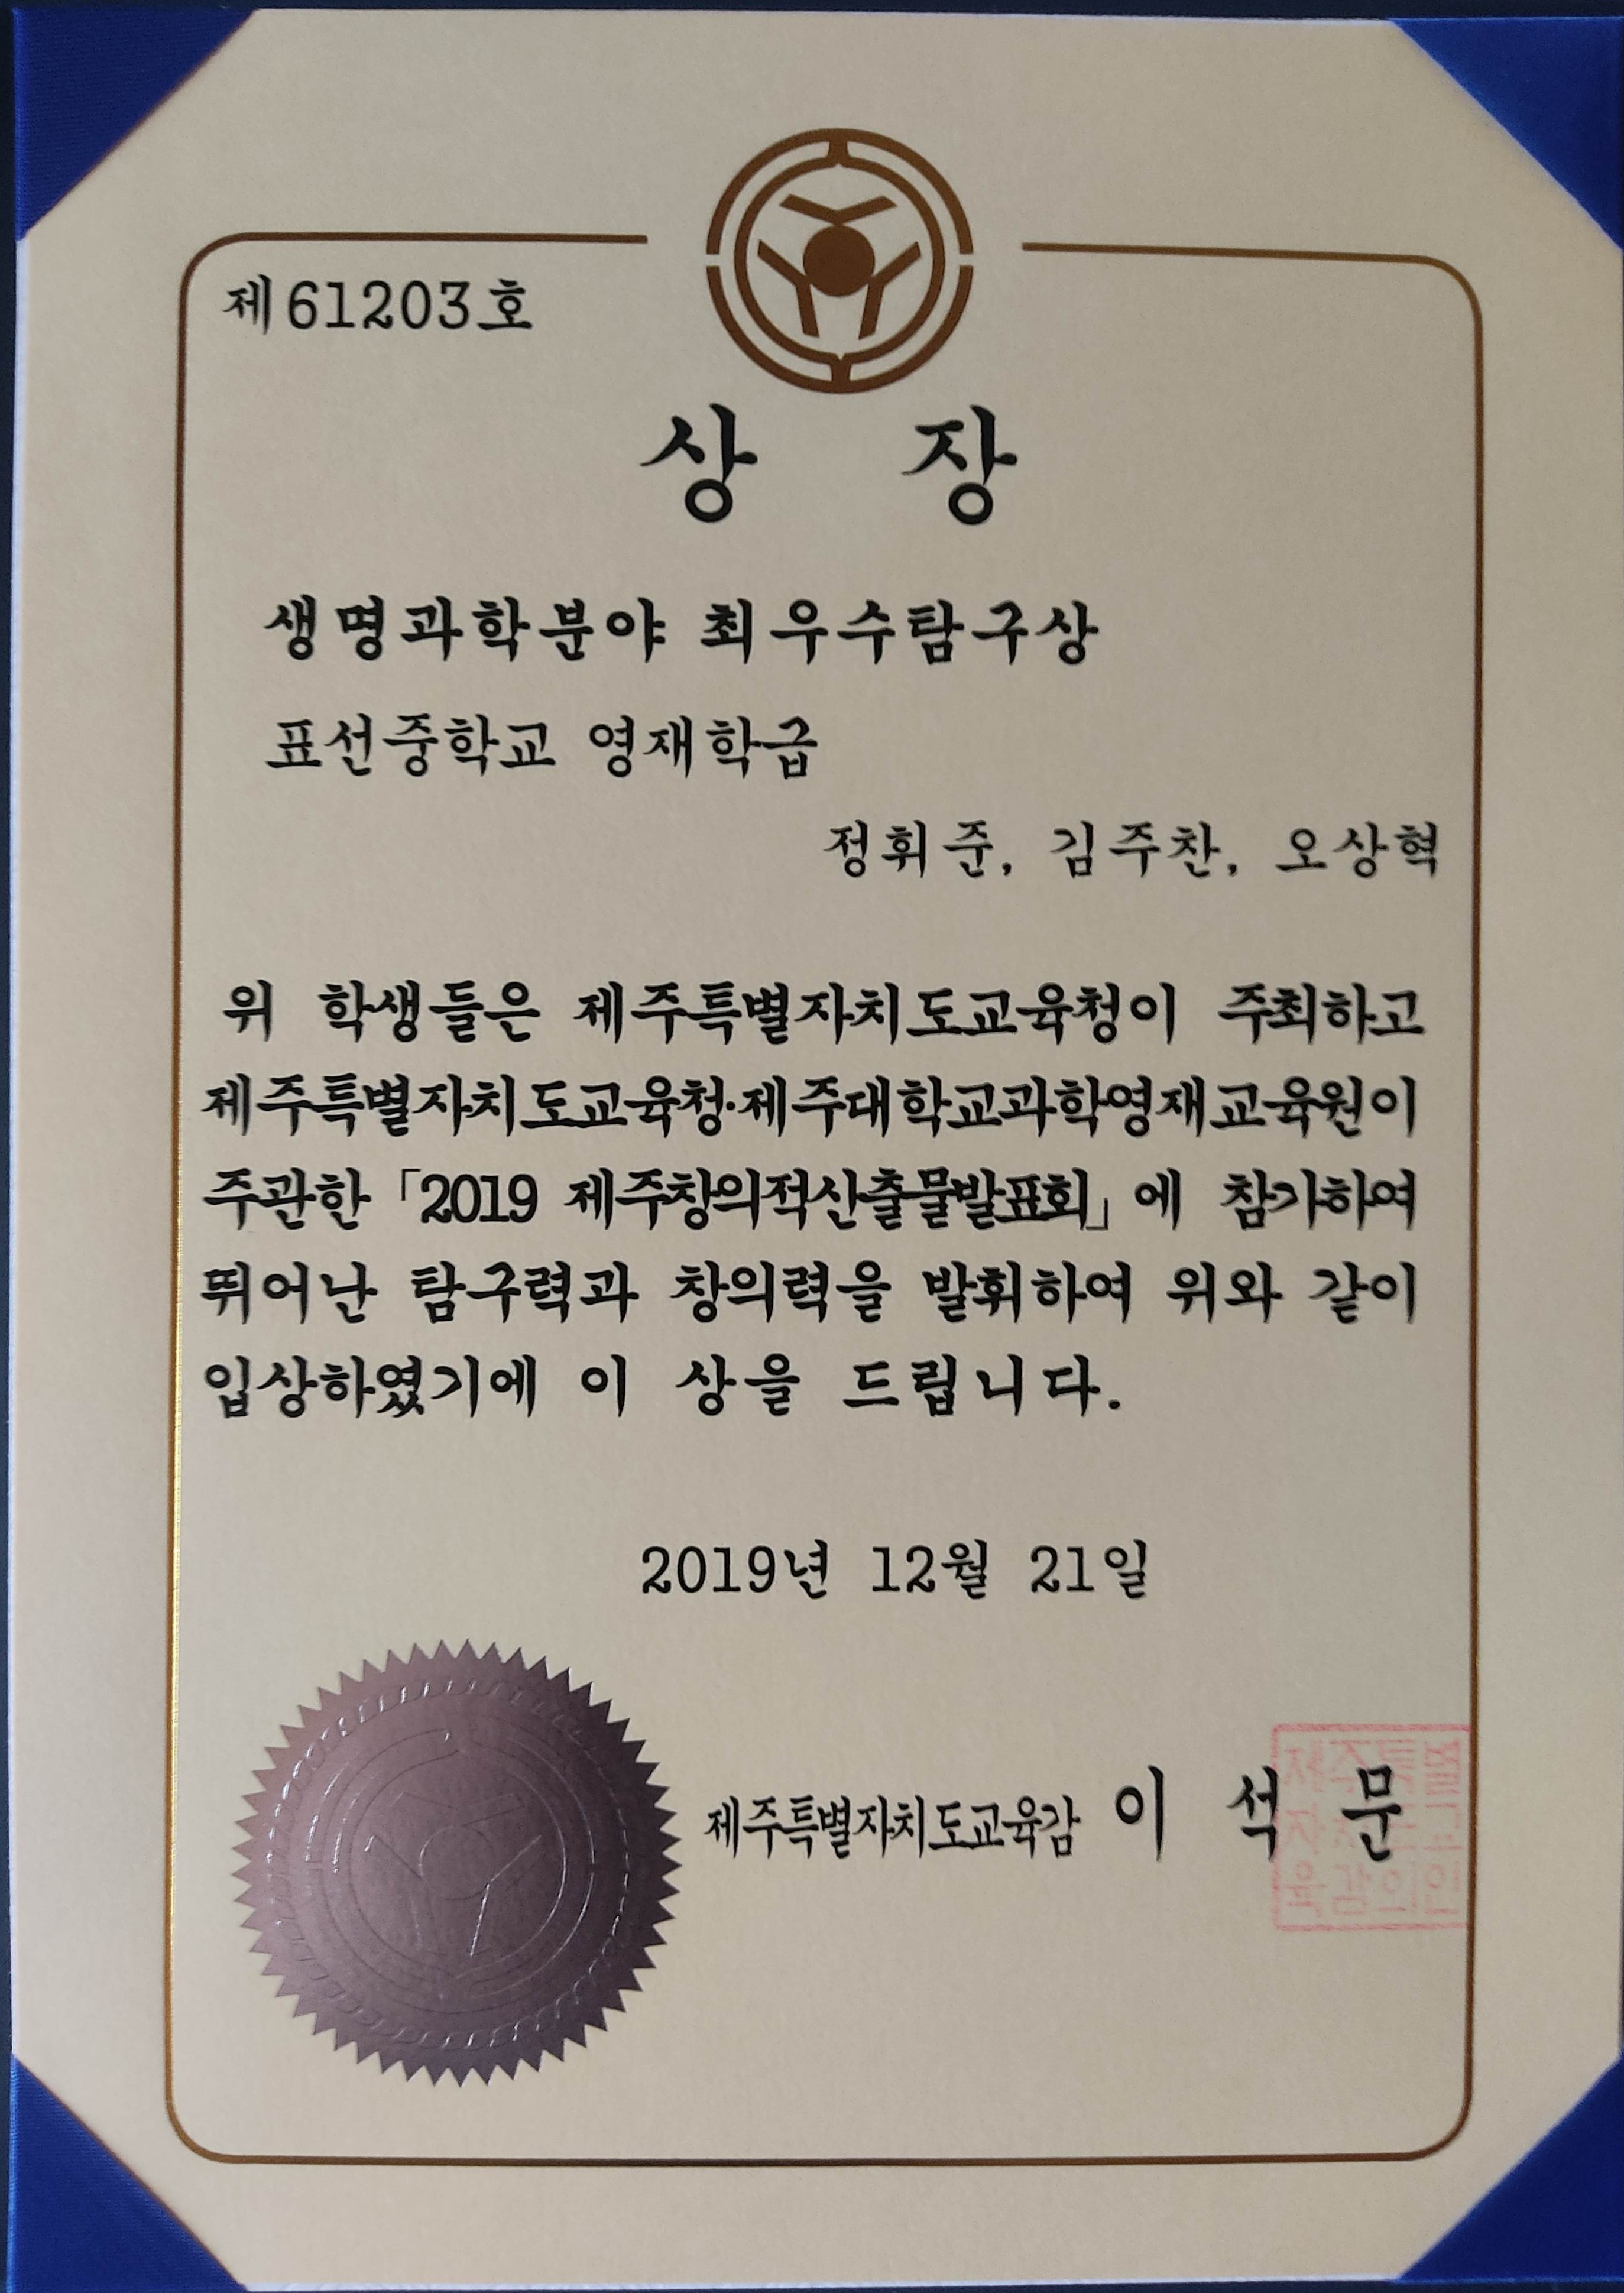 제61203호
상 장
생명과학분야 최우수탐구상
표선중학교 영재학급
정휘준, 김주찬, 오상혁
위 학생들은 제주특별자치도교육청이 주최하고
제주특별자치도교육청·제주대학교과학영재교육원이
주관한「2019 제주창의적산출물발표회」에 참가하여
뛰어난 탐구력과 창의력을 발휘하여 위와 같이
입상하였기에 이 상을 드립니다.
2019년 12월 21일
제주특별자치도교육감 이 석 문
제주특별
자치도교
육감의인